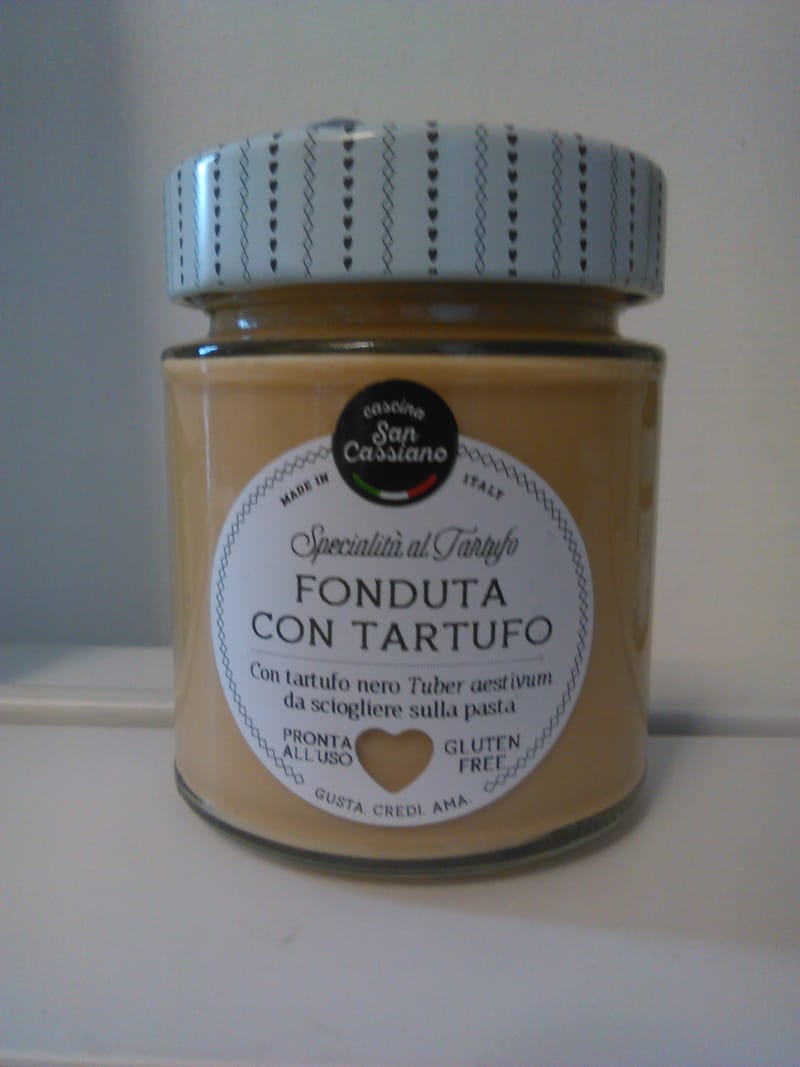 cascina
San
Cassiano
MADE IN ITALY
Specialità al Tartufo
FONDUTA
CON TARTUFO
Con tartufo nero Tuber aestivum
da sciogliere sulla pasta
PRONTA
ALL'USO
GLUTEN
FREE
GUSTA. CREDI. AMA.